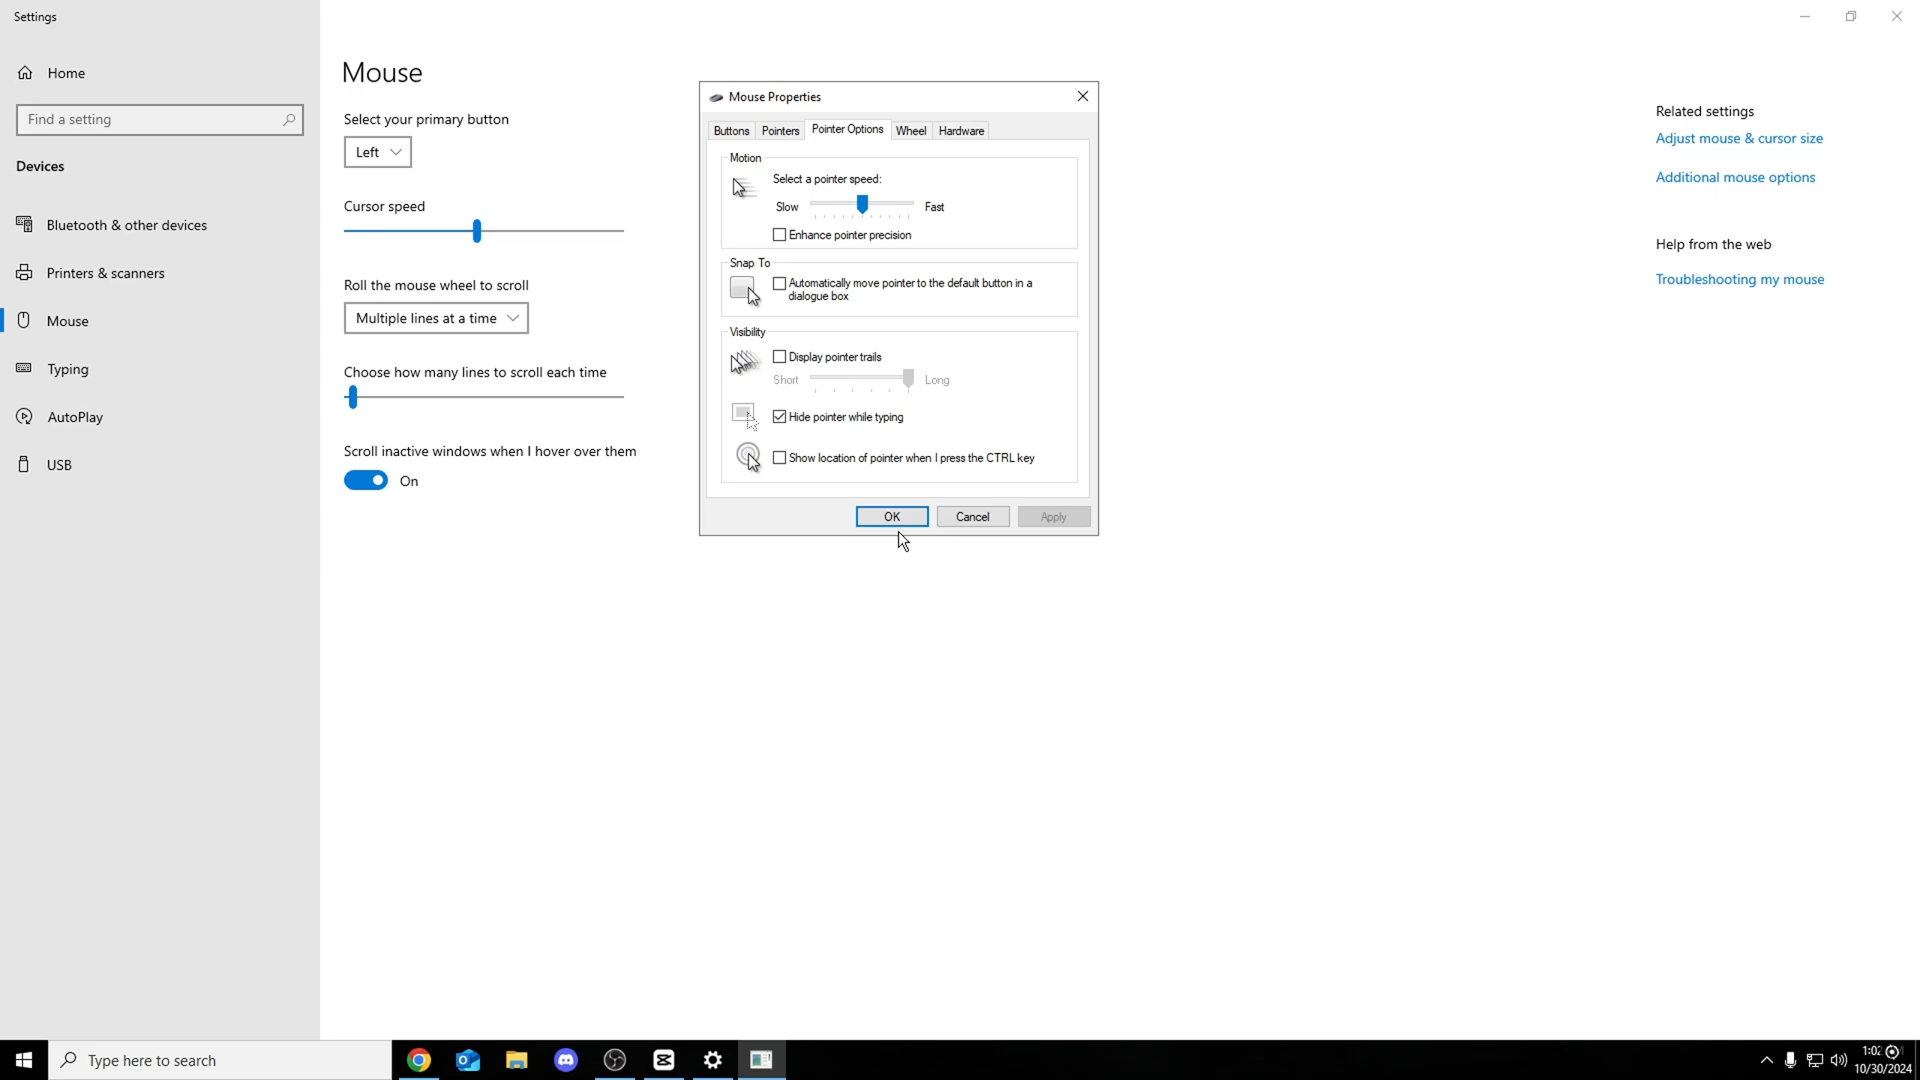 Settings
Home
Find a setting
Devices
Bluetooth & other devices
Printers & scanners
Mouse
Typing
AutoPlay
USB
Mouse
Select your primary button
Left
Cursor speed
Roll the mouse wheel to scroll
Multiple lines at a time
Choose how many lines to scroll each time
Scroll inactive windows when I hover over them
On
Mouse Properties
Buttons Pointers Pointer Options Wheel Hardware
Motion
Select a pointer speed:
Slow Fast
Enhance pointer precision
Snap To
Automatically move pointer to the default button in a
dialogue box
Visibility
Display pointer trails
Short Long
Hide pointer while typing
Show location of pointer when I press the CTRL key
OK Cancel Apply
Related settings
Adjust mouse & cursor size
Additional mouse options
Help from the web
Troubleshooting my mouse
Type here to search
1:02
10/30/2024